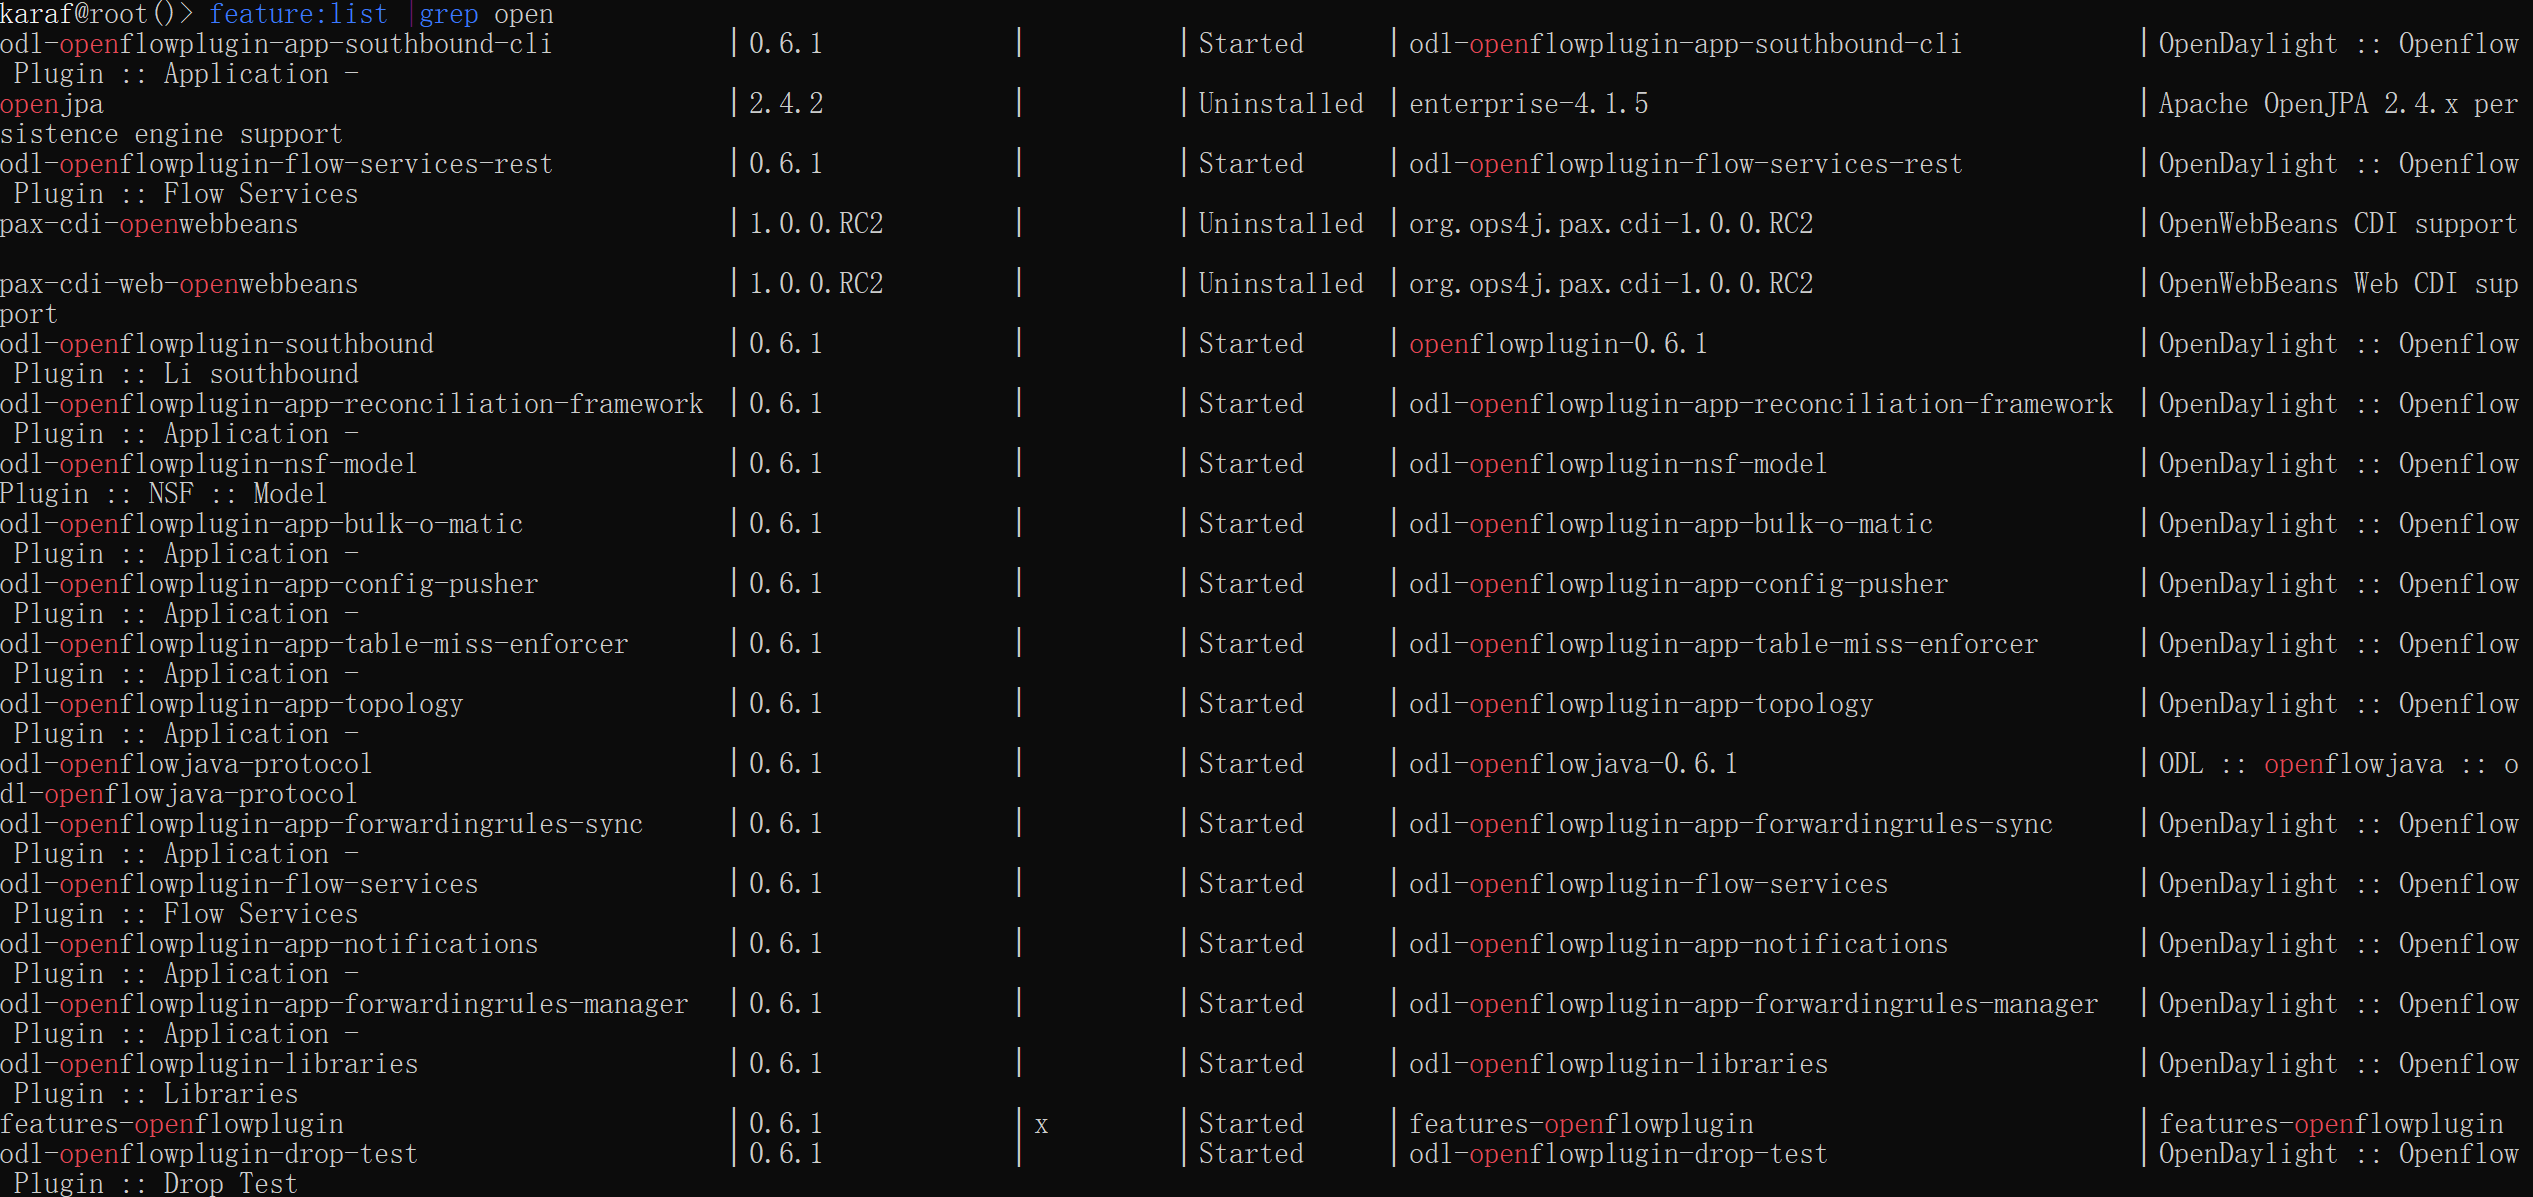 karaf@root()> feature:list |grep open
odl-openflowplugin-app-southbound-cli │ 0.6.1 │ │ Started │ odl-openflowplugin-app-southbound-cli │ OpenDaylight :: Openflow
 Plugin :: Application -
openjpa │ 2.4.2 │ │ Uninstalled │ enterprise-4.1.5 │ Apache OpenJPA 2.4.x per
sistence engine support
odl-openflowplugin-flow-services-rest │ 0.6.1 │ │ Started │ odl-openflowplugin-flow-services-rest │ OpenDaylight :: Openflow
 Plugin :: Flow Services
pax-cdi-openwebbeans │ 1.0.0.RC2 │ │ Uninstalled │ org.ops4j.pax.cdi-1.0.0.RC2 │ OpenWebBeans CDI support
pax-cdi-web-openwebbeans │ 1.0.0.RC2 │ │ Uninstalled │ org.ops4j.pax.cdi-1.0.0.RC2 │ OpenWebBeans Web CDI sup
port
odl-openflowplugin-southbound │ 0.6.1 │ │ Started │ openflowplugin-0.6.1 │ OpenDaylight :: Openflow
 Plugin :: Li southbound
odl-openflowplugin-app-reconciliation-framework │ 0.6.1 │ │ Started │ odl-openflowplugin-app-reconciliation-framework │ OpenDaylight :: Openflow
 Plugin :: Application -
odl-openflowplugin-nsf-model │ 0.6.1 │ │ Started │ odl-openflowplugin-nsf-model │ OpenDaylight :: Openflow
Plugin :: NSF :: Model
odl-openflowplugin-app-bulk-o-matic │ 0.6.1 │ │ Started │ odl-openflowplugin-app-bulk-o-matic │ OpenDaylight :: Openflow
 Plugin :: Application -
odl-openflowplugin-app-config-pusher │ 0.6.1 │ │ Started │ odl-openflowplugin-app-config-pusher │ OpenDaylight :: Openflow
 Plugin :: Application -
odl-openflowplugin-app-table-miss-enforcer │ 0.6.1 │ │ Started │ odl-openflowplugin-app-table-miss-enforcer │ OpenDaylight :: Openflow
 Plugin :: Application -
odl-openflowplugin-app-topology │ 0.6.1 │ │ Started │ odl-openflowplugin-app-topology │ OpenDaylight :: Openflow
 Plugin :: Application -
odl-openflowjava-protocol │ 0.6.1 │ │ Started │ odl-openflowjava-0.6.1 │ ODL :: openflowjava :: o
dl-openflowjava-protocol
odl-openflowplugin-app-forwardingrules-sync │ 0.6.1 │ │ Started │ odl-openflowplugin-app-forwardingrules-sync │ OpenDaylight :: Openflow
 Plugin :: Application -
odl-openflowplugin-flow-services │ 0.6.1 │ │ Started │ odl-openflowplugin-flow-services │ OpenDaylight :: Openflow
 Plugin :: Flow Services
odl-openflowplugin-app-notifications │ 0.6.1 │ │ Started │ odl-openflowplugin-app-notifications │ OpenDaylight :: Openflow
 Plugin :: Application -
odl-openflowplugin-app-forwardingrules-manager │ 0.6.1 │ │ Started │ odl-openflowplugin-app-forwardingrules-manager │ OpenDaylight :: Openflow
 Plugin :: Application -
odl-openflowplugin-libraries │ 0.6.1 │ │ Started │ odl-openflowplugin-libraries │ OpenDaylight :: Openflow
 Plugin :: Libraries
features-openflowplugin │ 0.6.1 │ x │ Started │ features-openflowplugin │ features-openflowplugin
odl-openflowplugin-drop-test │ 0.6.1 │ │ Started │ odl-openflowplugin-drop-test │ OpenDaylight :: Openflow
 Plugin :: Drop Test